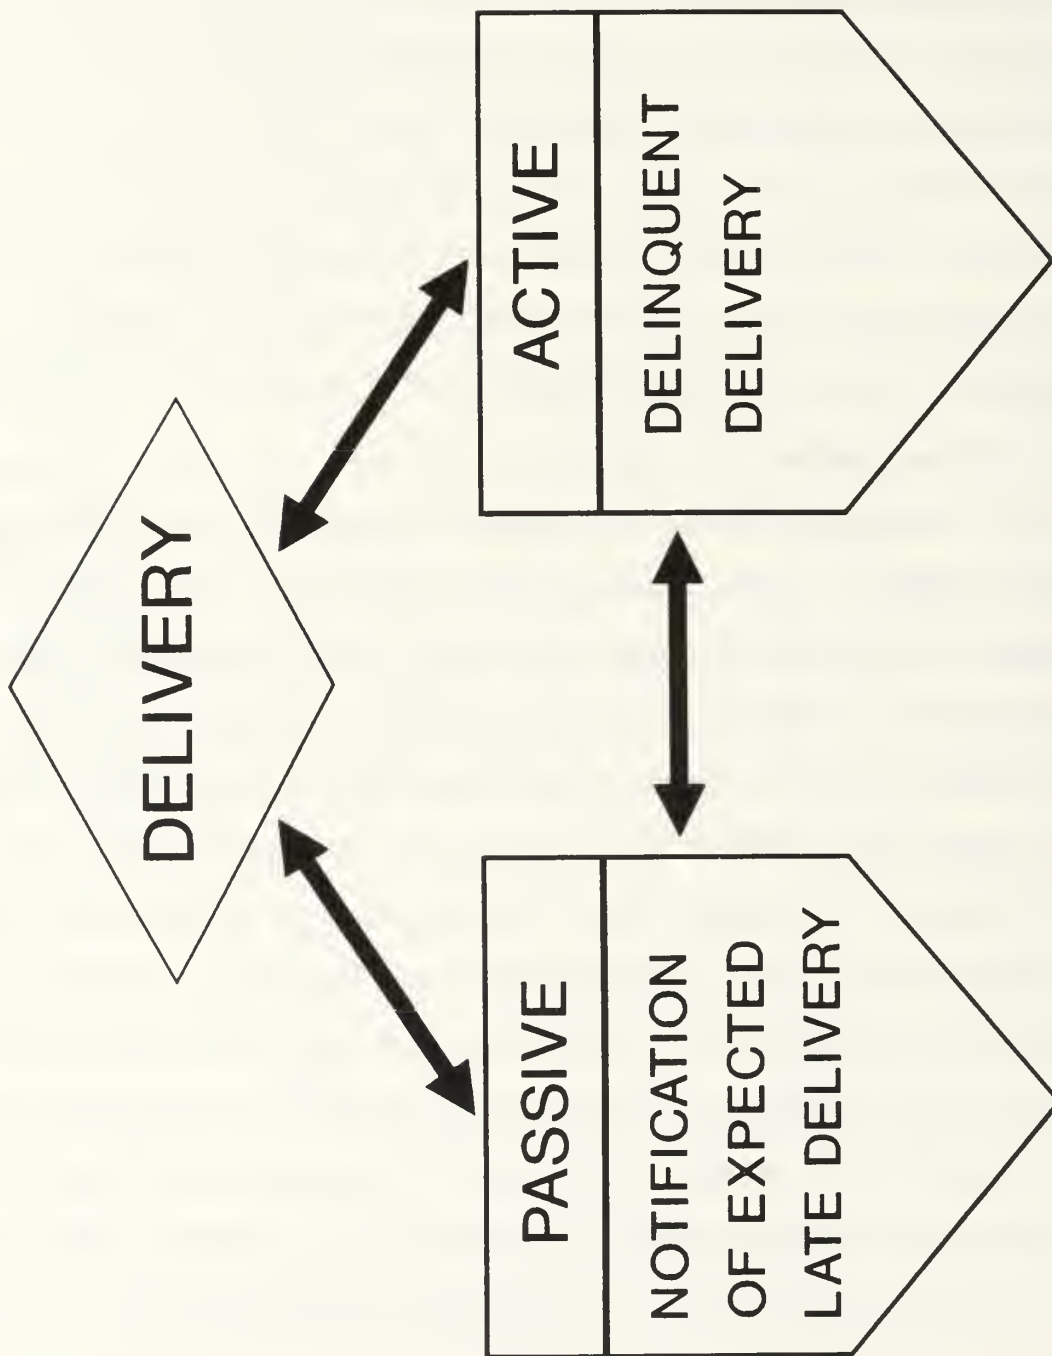 DELIVERY
PASSIVE
NOTIFICATION
OF EXPECTED
LATE DELIVERY
ACTIVE
DELINQUENT
DELIVERY